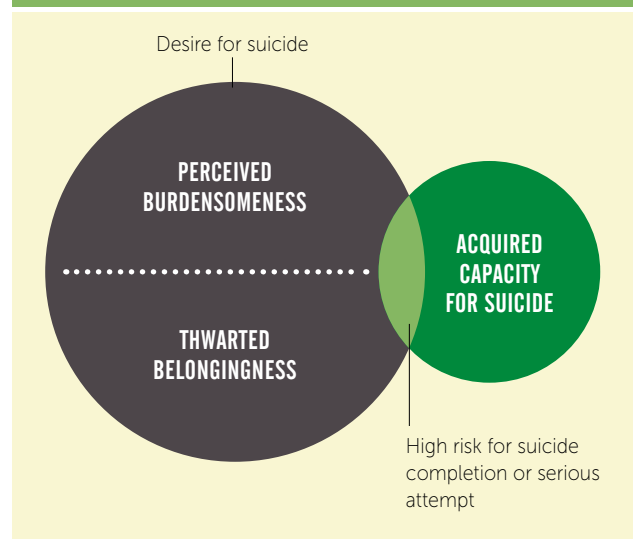 Desire for suicide
PERCEIVED
BURDENSOMENESS
THWARTED
BELONGINGNESS
ACQUIRED
CAPACITY
FOR SUICIDE
High risk for suicide
completion or serious
attempt